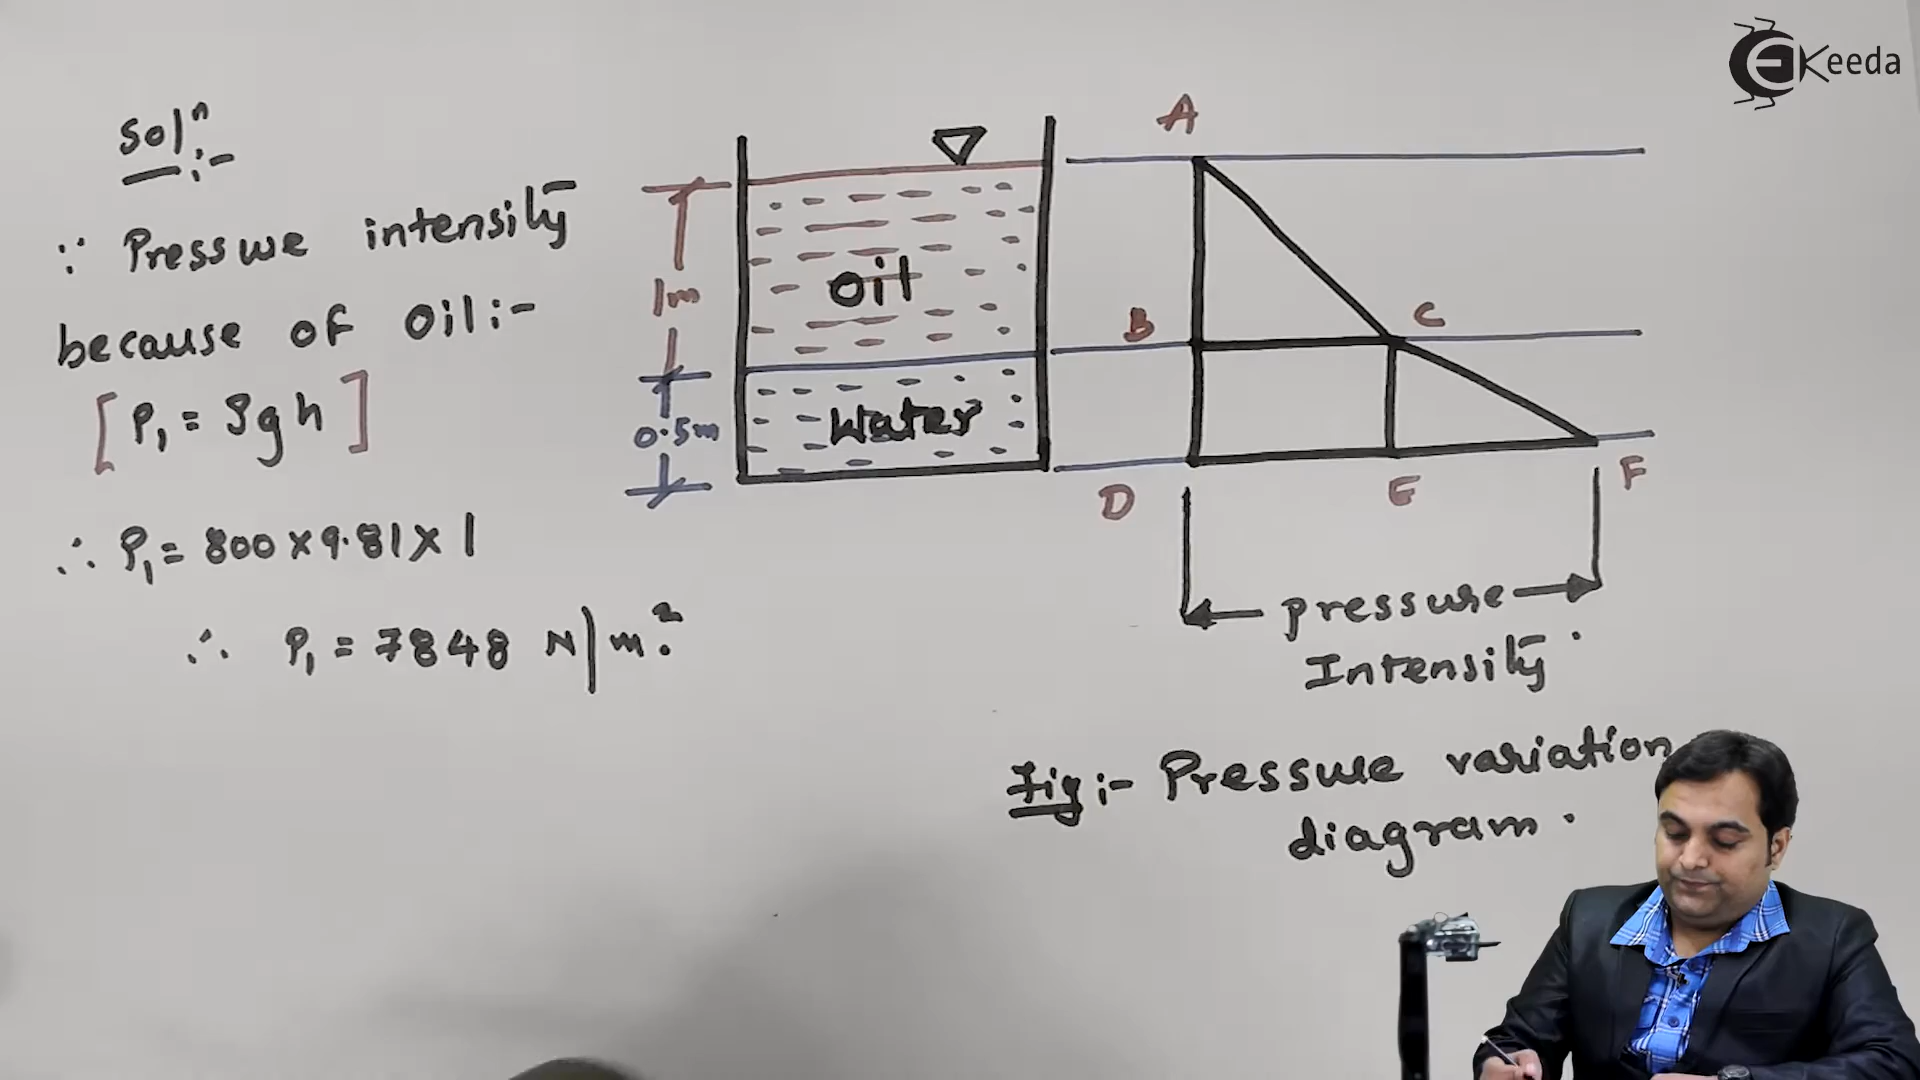 Keeda
Solⁿ:-
∵ Pressure intensity
because of Oil:-
[P₁ = ρgh]
∴ P₁ = 800×9.81×1
∴ P₁ = 7848 N/m².
1m
0.5m
Oil
Water
A
B
C
D
E
F
Pressure
Intensity.
Fig:- Pressure variation
diagram.